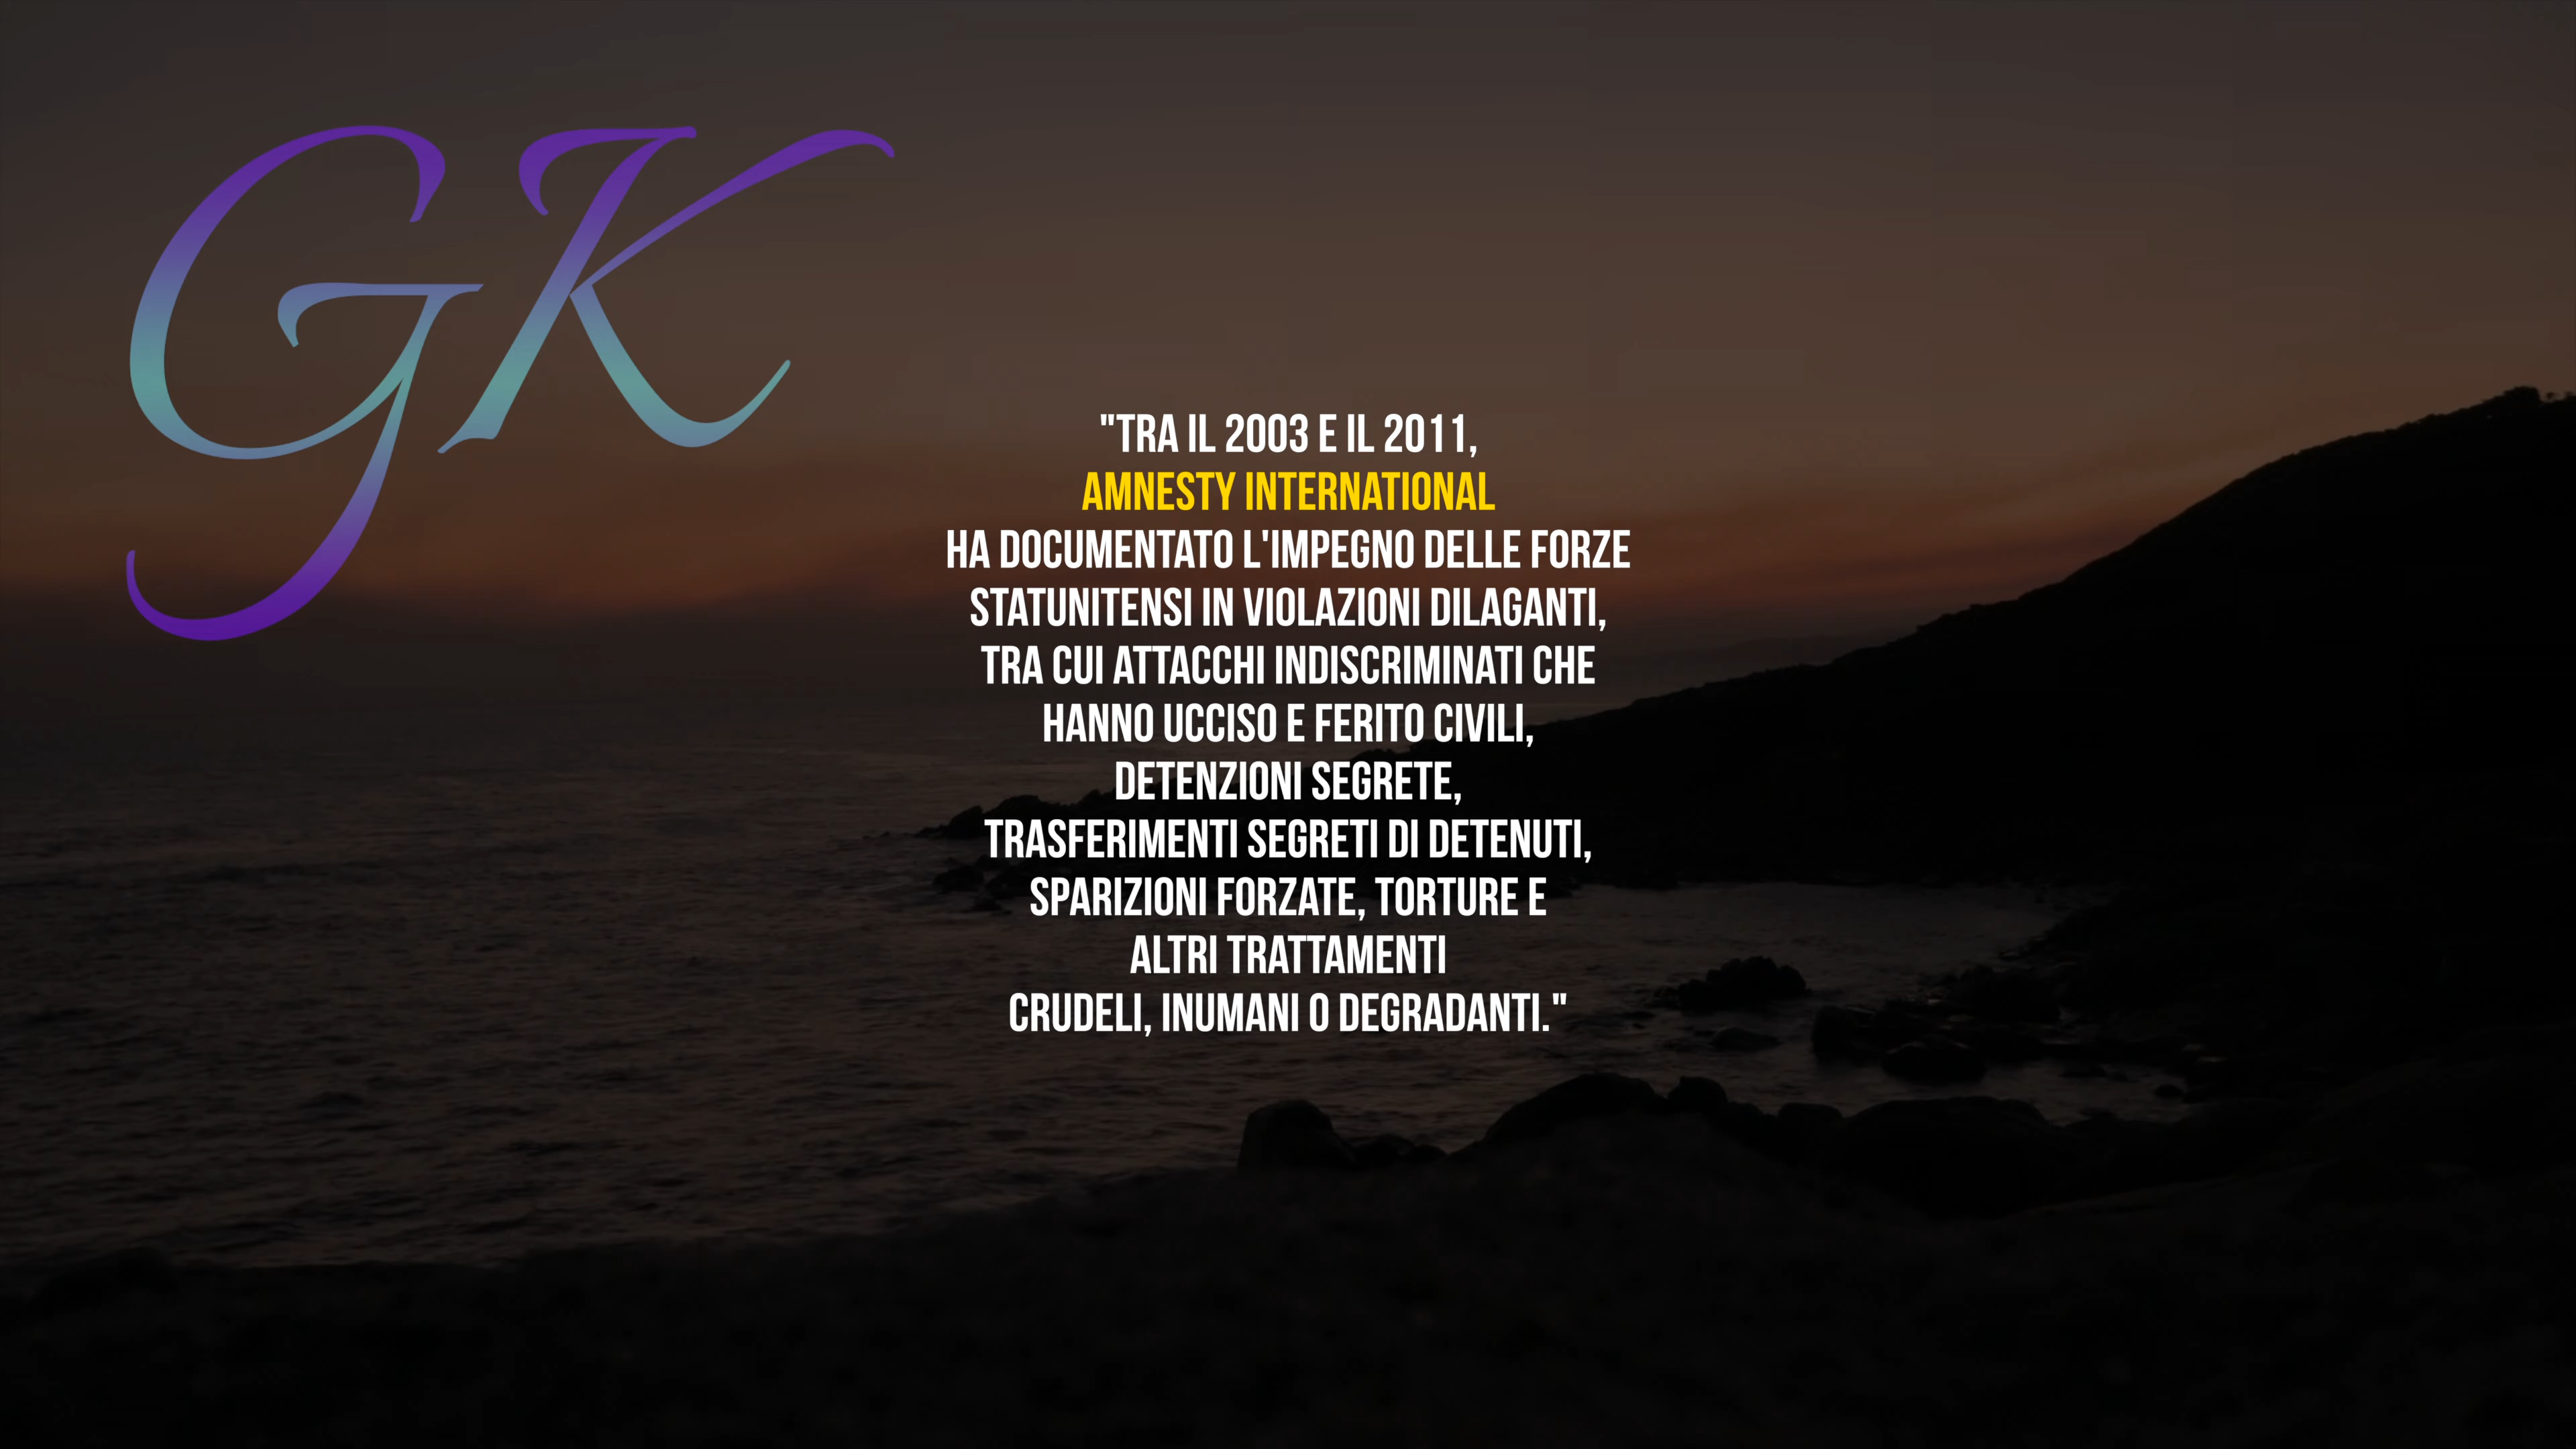 GK
"TRA IL 2003 E IL 2011,
AMNESTY INTERNATIONAL
HA DOCUMENTATO L'IMPEGNO DELLE FORZE
STATUNITENSI IN VIOLAZIONI DILAGANTI,
TRA CUI ATTACCHI INDISCRIMINATI CHE
HANNO UCCISO E FERITO CIVILI,
DETENZIONI SEGRETE,
TRASFERIMENTI SEGRETI DI DETENUTI,
SPARIZIONI FORZATE, TORTURE E
ALTRI TRATTAMENTI
CRUDELI, INUMANI O DEGRADANTI."